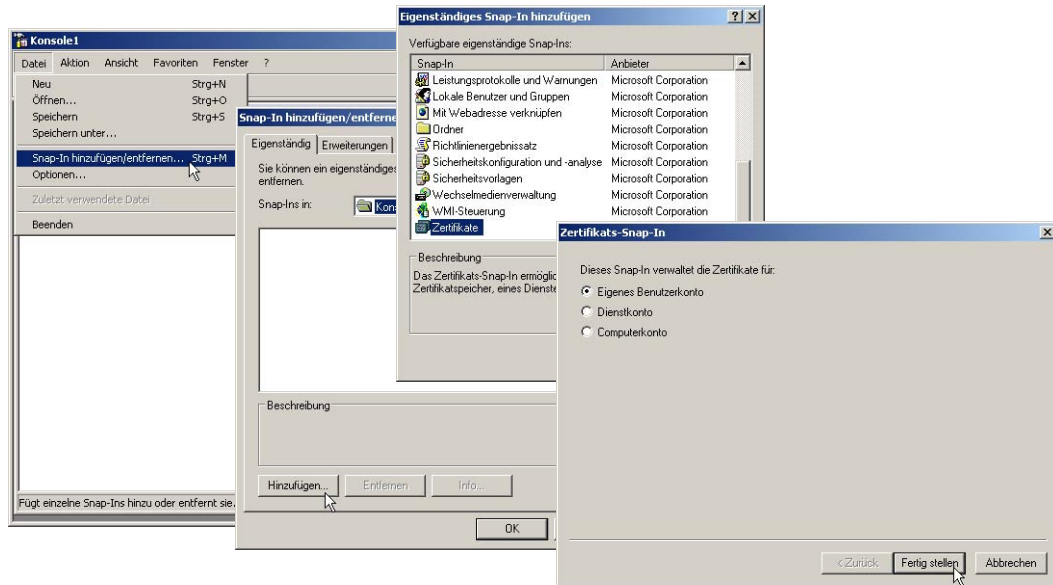 Konsole1
Datei Aktion Ansicht Favoriten Fenster ?
Neu Strg+N
Öffnen... Strg+O
Speichern Strg+S
Speichern unter...
Snap-In hinzufügen/entfernen... Strg+M
Optionen...
Zuletzt verwendete Datei
Beenden
Fügt einzelne Snap-Ins hinzu oder entfernt sie.
Snap-In hinzufügen/entferne
Eigenständig Erweiterungen
Sie können ein eigenständiges
entfernen.
Snap-Ins in: Kons
Beschreibung
Hinzufügen... Entfernen Info...
OK
Eigenständiges Snap-In hinzufügen
Verfügbare eigenständige Snap-Ins:
Snap-In Anbieter
Leistungsprotokolle und Warnungen Microsoft Corporation
Lokale Benutzer und Gruppen Microsoft Corporation
Mit Webadresse verknüpfen Microsoft Corporation
Ordner Microsoft Corporation
Richtlinienergebnissatz Microsoft Corporation
Sicherheitskonfiguration und -analyse Microsoft Corporation
Sicherheitsvorlagen Microsoft Corporation
Wechselmedienverwaltung Microsoft Corporation
WMI-Steuerung Microsoft Corporation
Zertifikate
Beschreibung
Das Zertifikats-Snap-In ermöglic
Zertifikatspeicher, eines Dienste
Zertifikats-Snap-In
Dieses Snap-In verwaltet die Zertifikate für:
Eigenes Benutzerkonto
Dienstkonto
Computerkonto
< Zurück Fertig stellen Abbrechen